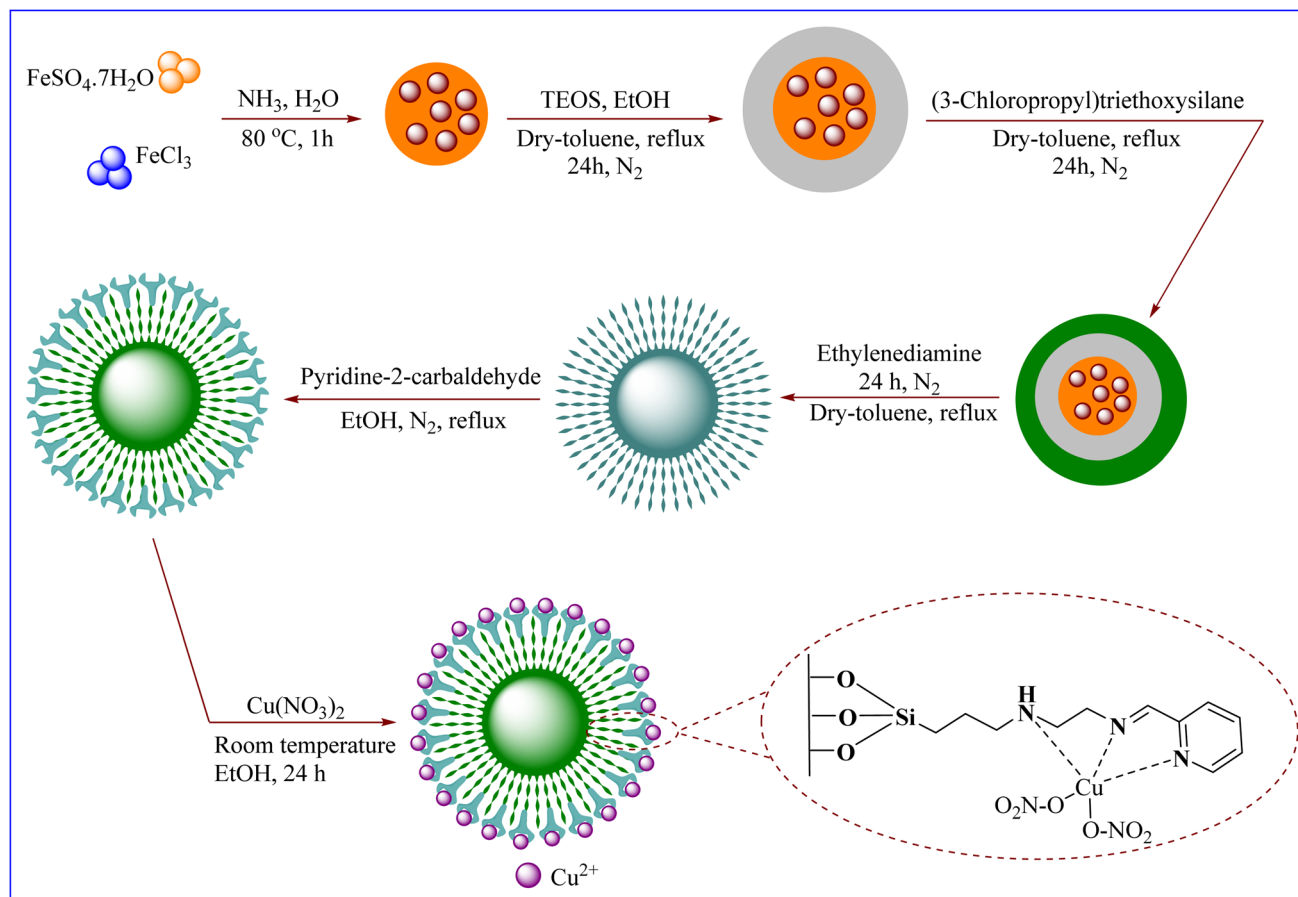 FeSO4.7H2O
FeCl3
NH3, H2O
80 °C, 1h
TEOS, EtOH
Dry-toluene, reflux
24h, N2
(3-Chloropropyl)triethoxysilane
Dry-toluene, reflux
24h, N2
Ethylenediamine
24 h, N2
Dry-toluene, reflux
Pyridine-2-carbaldehyde
EtOH, N2, reflux
Cu(NO3)2
Room temperature
EtOH, 24 h
Cu2+
O
O
O
Si
H
N
N
N
Cu
O2N-O
O-NO2